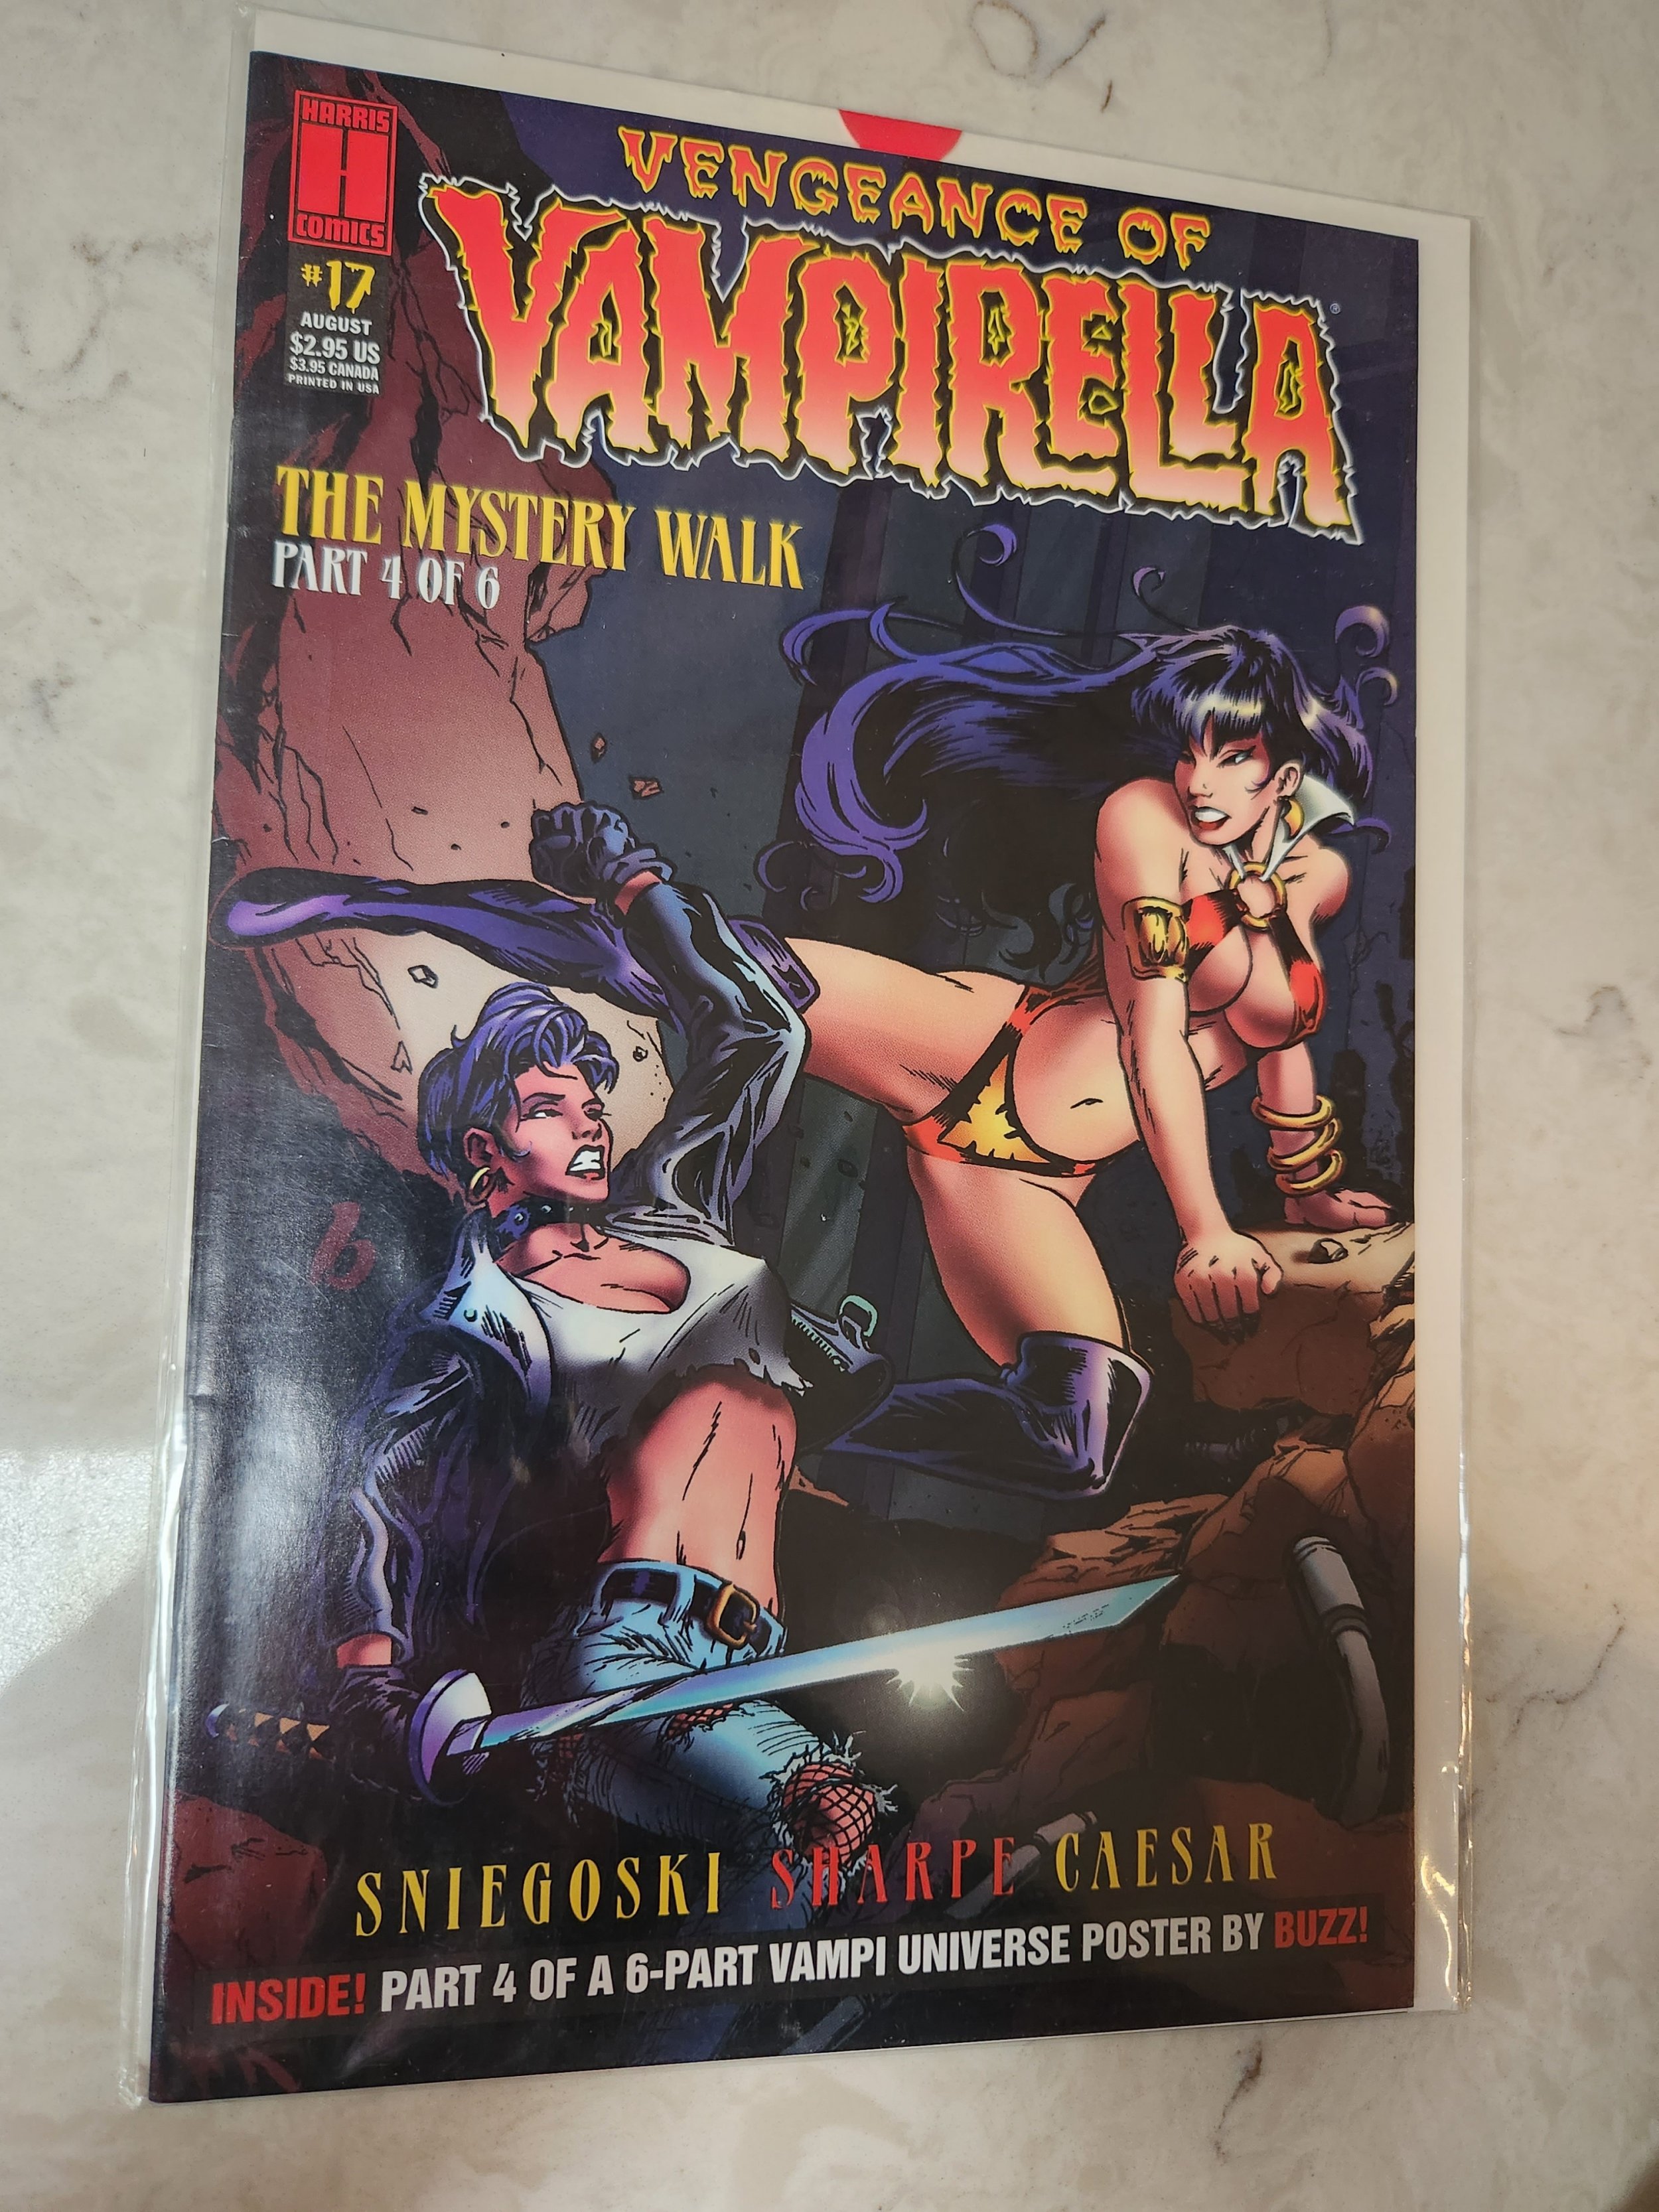 HARRIS
H
COMICS
#17
AUGUST
$2.95 US
$3.95 CANADA
PRINTED IN USA
VENGEANCE OF
VAMPIRELLA®
THE MYSTERY WALK
PART 4 OF 6
b
SNIEGOSKI SHARPE CAESAR
INSIDE! PART 4 OF A 6-PART VAMPI UNIVERSE POSTER BY BUZZ!